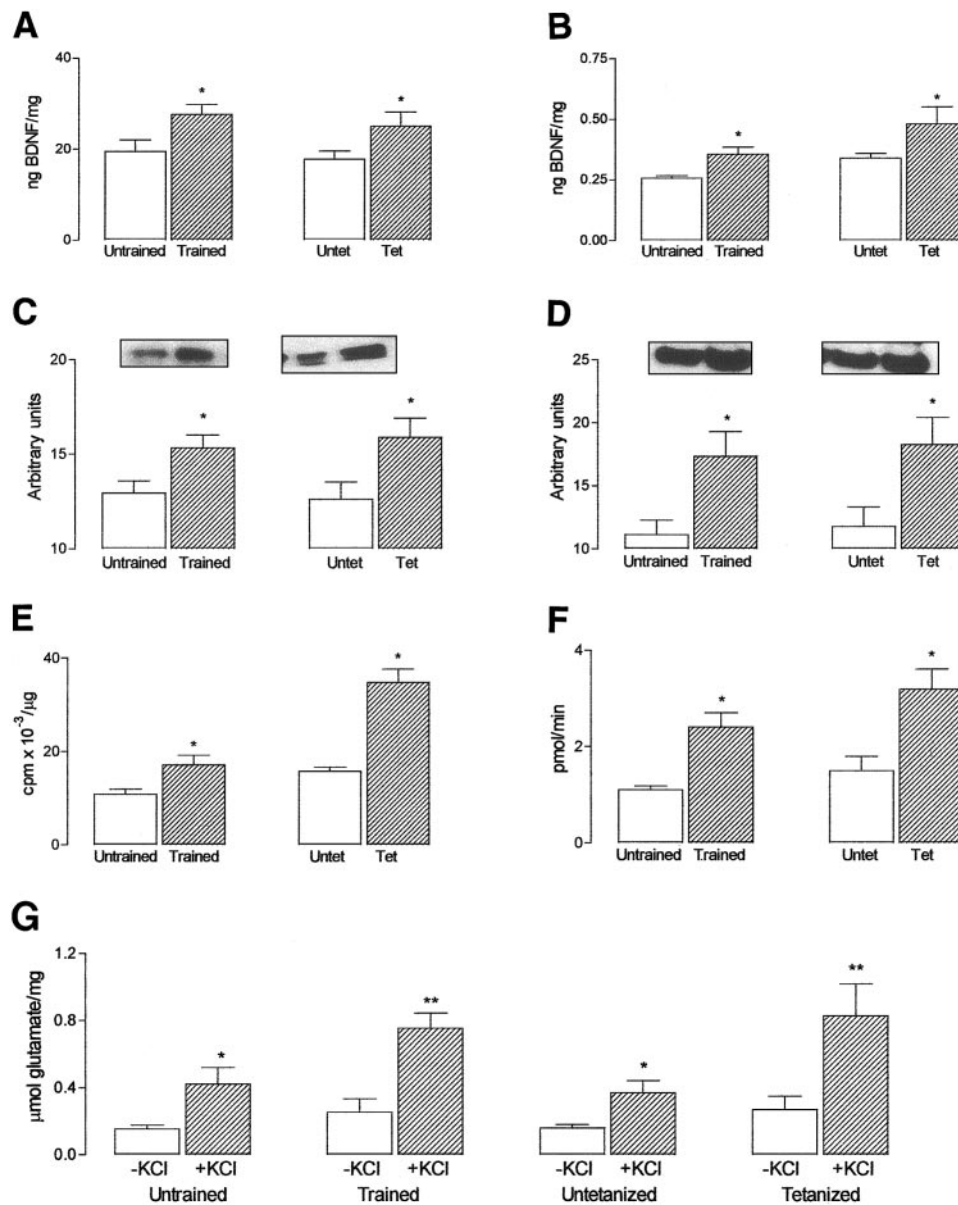 A
ng BDNF/mg
40
20
0
*
*
Untrained Trained Untet Tet
B
ng BDNF/mg
0.75
0.50
0.25
0.00
*
*
Untrained Trained Untet Tet
C
Arbitrary units
20
15
10
*
*
Untrained Trained Untet Tet
D
Arbitrary units
25
20
15
10
*
*
Untrained Trained Untet Tet
E
cpm x 10⁻³/µg
40
20
0
*
*
Untrained Trained Untet Tet
F
pmol/min
4
2
0
*
*
Untrained Trained Untet Tet
G
µmol glutamate/mg
1.2
0.8
0.4
0.0
*
**
*
**
-KCl +KCl -KCl +KCl -KCl +KCl -KCl +KCl
Untrained Trained Untetanized Tetanized